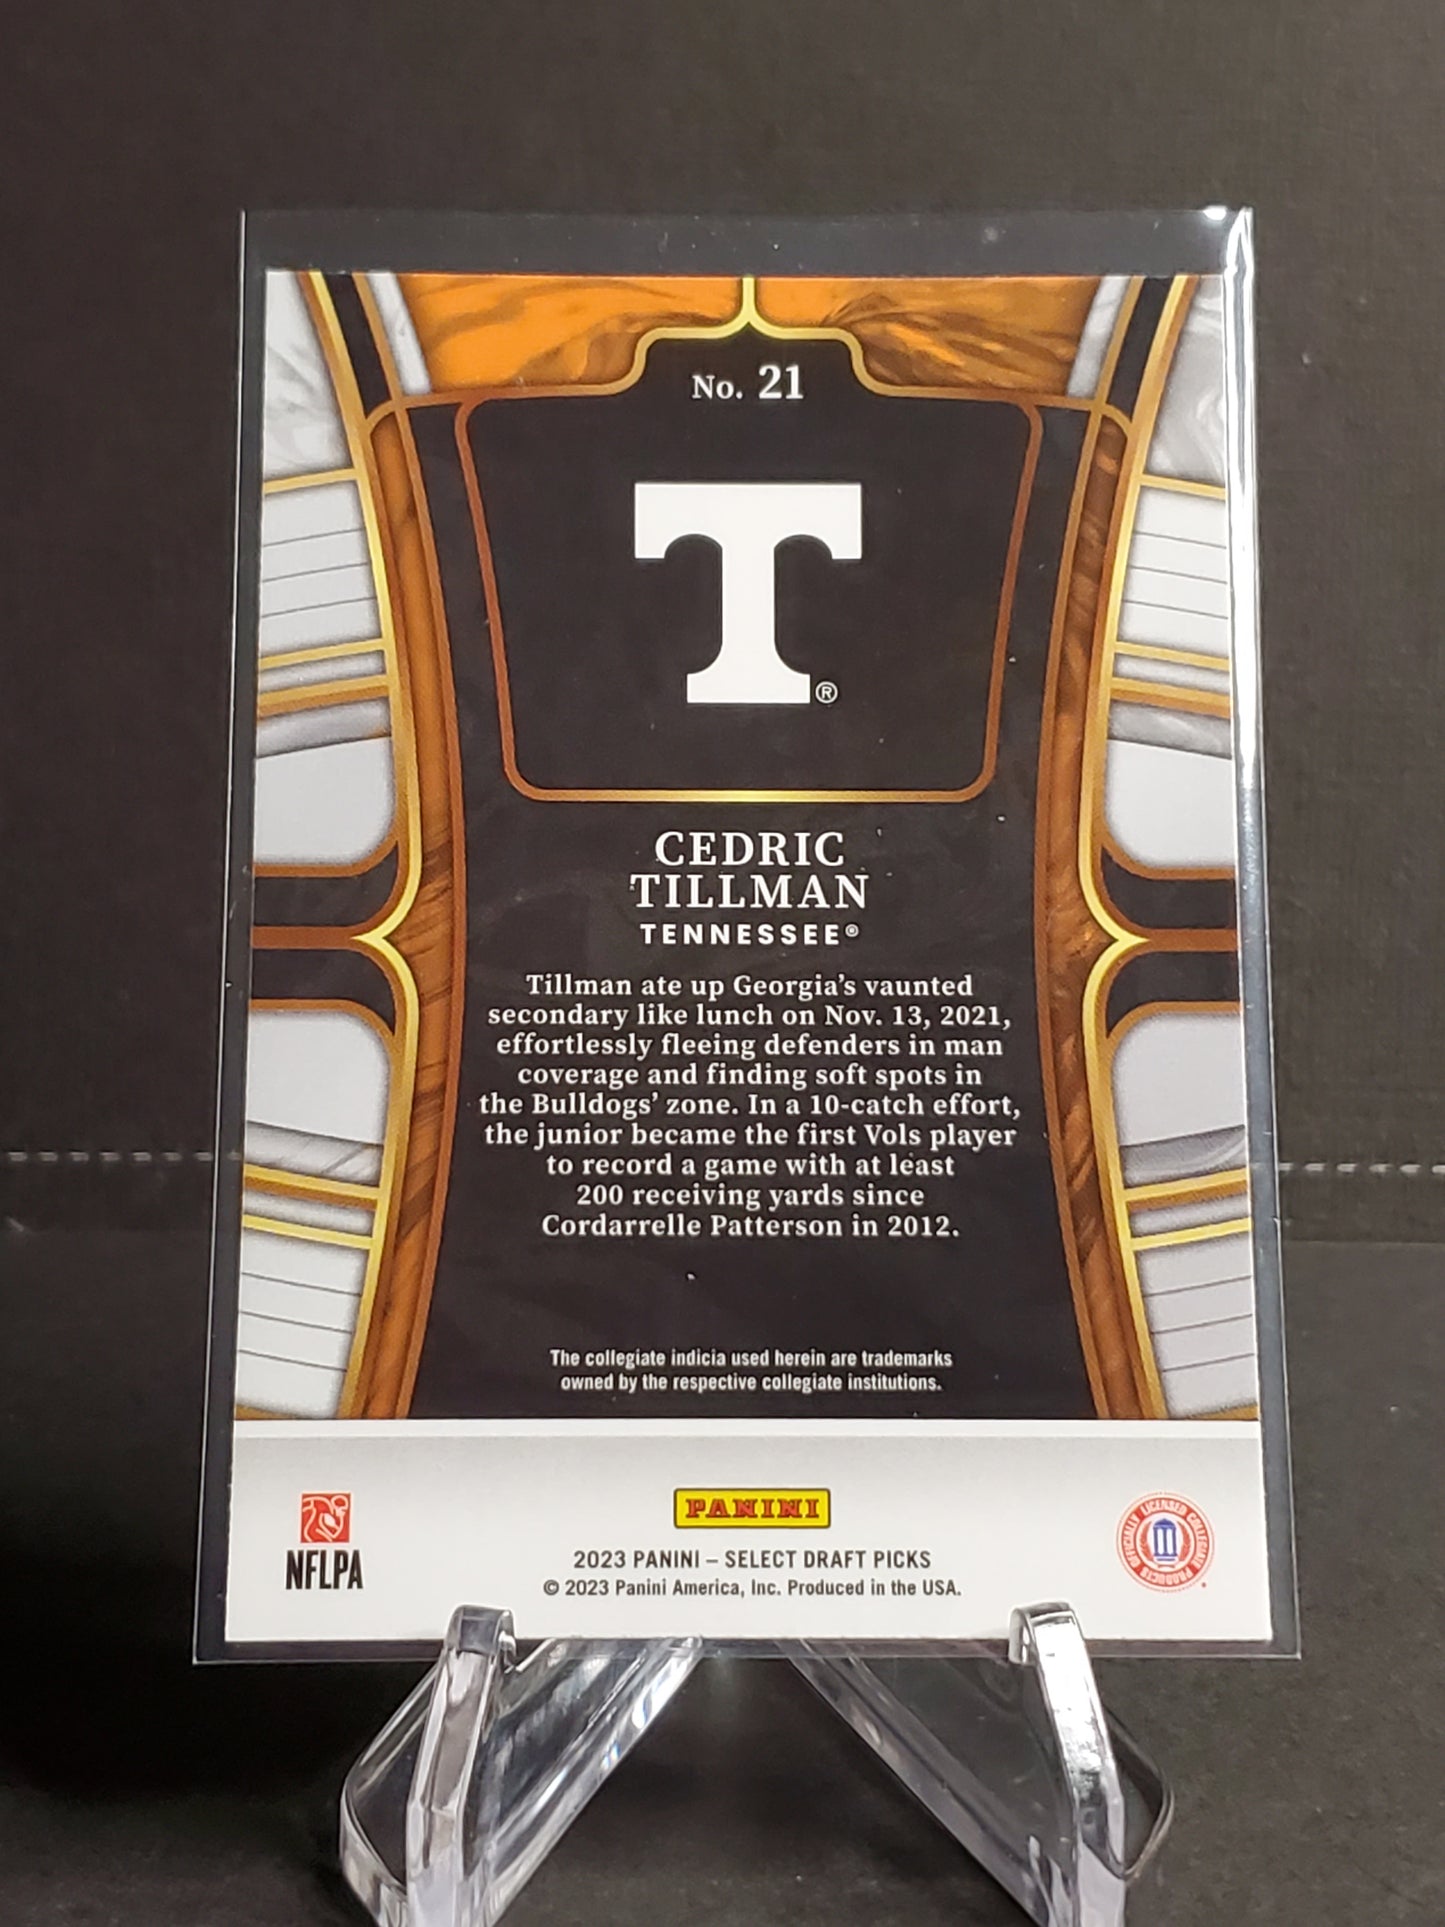 No. 21
T®
CEDRIC
TILLMAN
TENNESSEE®
Tillman ate up Georgia's vaunted
secondary like lunch on Nov. 13, 2021,
effortlessly fleeing defenders in man
coverage and finding soft spots in
the Bulldogs' zone. In a 10-catch effort,
the junior became the first Vols player
to record a game with at least
200 receiving yards since
Cordarrelle Patterson in 2012.
The collegiate indicia used herein are trademarks
owned by the respective collegiate institutions.
NFLPA
PANINI
2023 PANINI – SELECT DRAFT PICKS
© 2023 Panini America, Inc. Produced in the USA.
OFFICIALLY LICENSED COLLEGIATE PRODUCTS